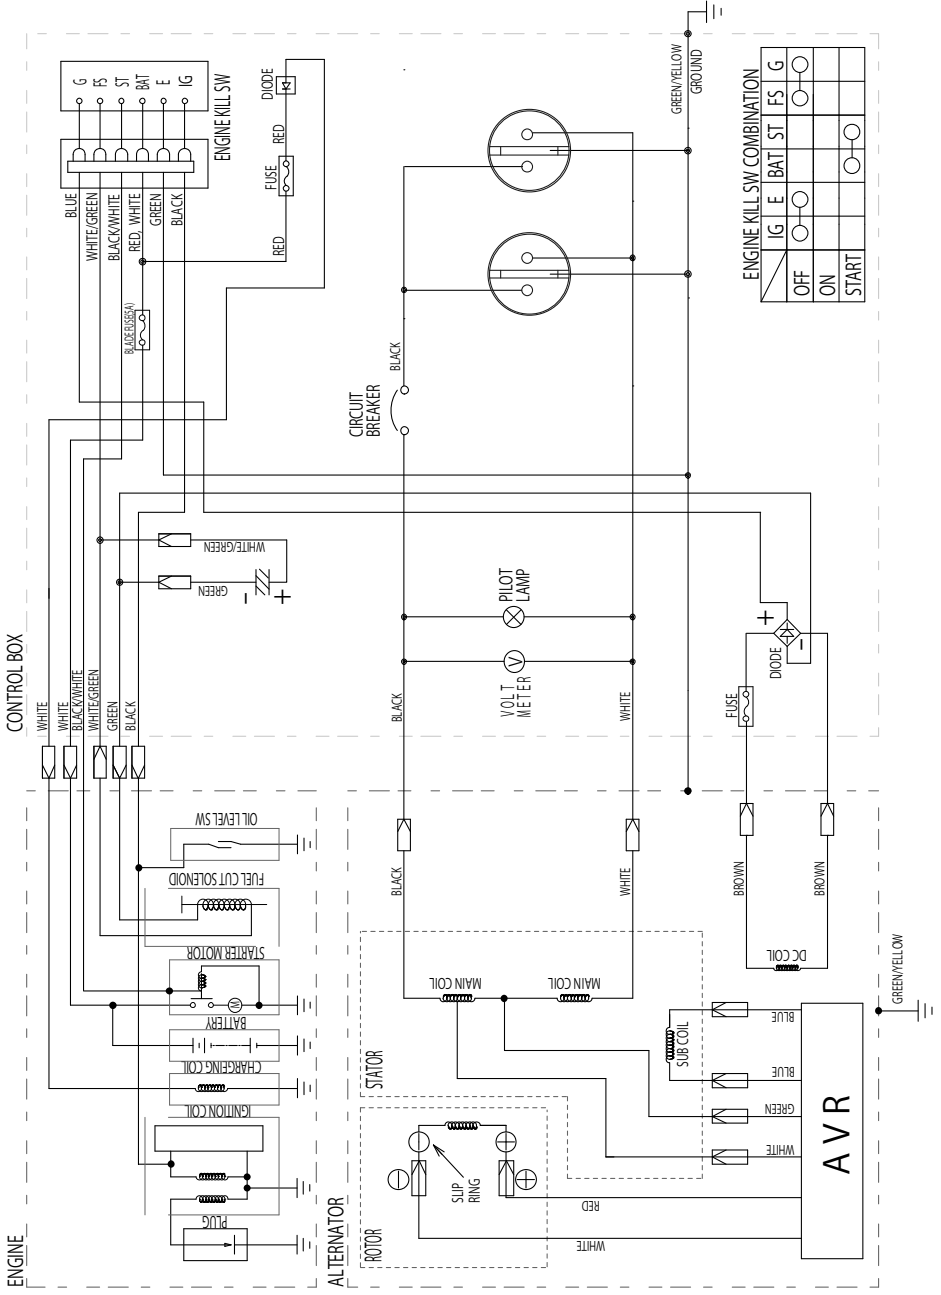 ENGINE
PLUG
IGNITION COIL
CHARGEING COIL
BATTERY
STARTER MOTOR
M
FUEL CUT SOLENOID
OIL LEVEL SW
CONTROL BOX
WHITE
WHITE
BLACK/WHITE
WHITE/GREEN
GREEN
BLACK
GREEN
WHITE/GREEN
- +
BLADE FUSE(5A)
BLUE
WHITE/GREEN
BLACK/WHITE
RED, WHITE
GREEN
BLACK
G
FS
ST
BAT
E
IG
ENGINE KILL SW
RED
FUSE
RED
DIODE
ALTERNATOR
ROTOR
SLIP
RING
WHITE
RED
STATOR
MAIN COIL
MAIN COIL
SUB COIL
WHITE
GREEN
BLUE
BLUE
AVR
BLACK
WHITE
BROWN
BROWN
DC COIL
GREEN/YELLOW
BLACK
WHITE
VOLT
METER
V
PILOT
LAMP
CIRCUIT
BREAKER
BLACK
FUSE
DIODE
+
-
GREEN/YELLOW
GROUND
ENGINE KILL SW COMBINATION
IG E BAT ST FS G
OFF
ON
START